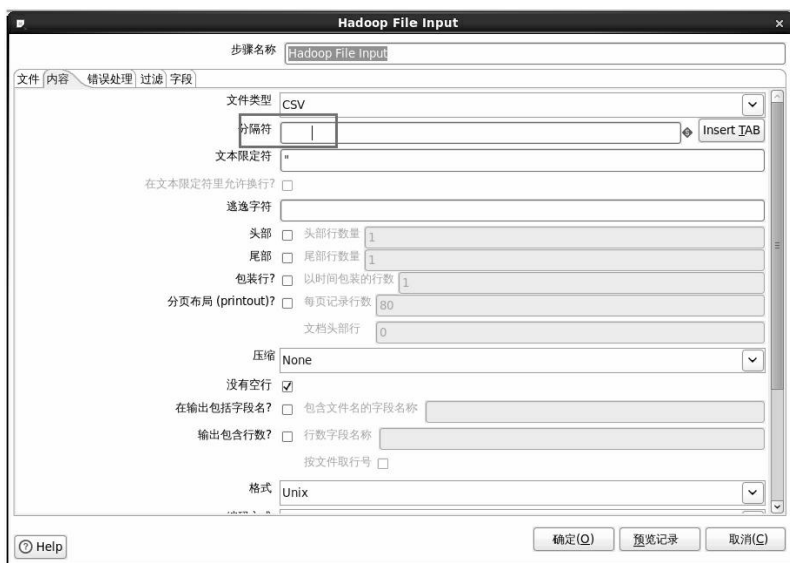 Hadoop File Input
步骤名称 Hadoop File Input
文件 内容 错误处理 过滤 字段
文件类型 CSV
分隔符 Insert TAB
文本限定符 "
在文本限定符里允许换行?
逃逸字符
头部 头部行数量 1
尾部 尾部行数量 1
包装行? 以时间包装的行数 1
分页布局 (printout)? 每页记录行数 80
文档头部行 0
压缩 None
没有空行
在输出包括字段名? 包含文件名的字段名称
输出包含行数? 行数字段名称
按文件取行号
格式 Unix
Help 确定(O) 预览记录 取消(C)